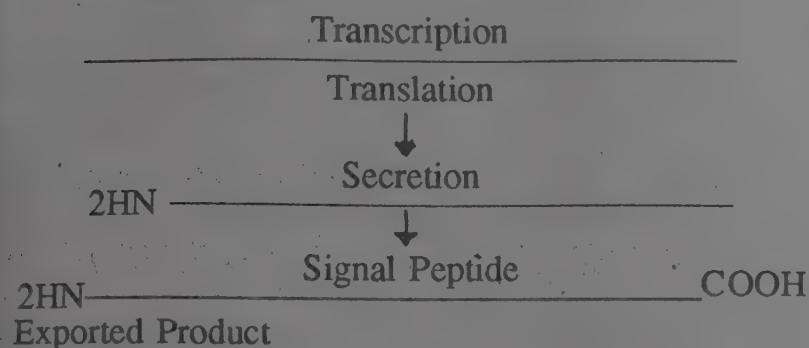 Transcription
Translation
Secretion
2HN
Signal Peptide
2HN COOH
Exported Product